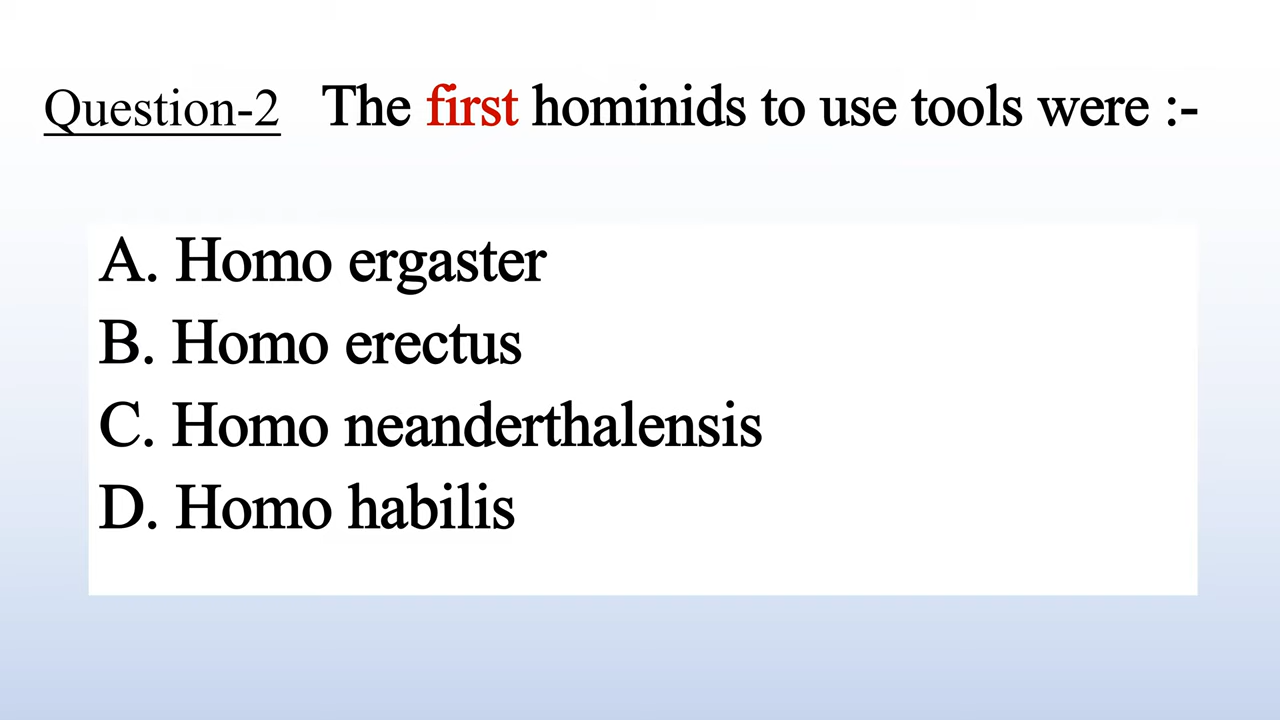 Question-2 The first hominids to use tools were :-
A. Homo ergaster
B. Homo erectus
C. Homo neanderthalensis
D. Homo habilis